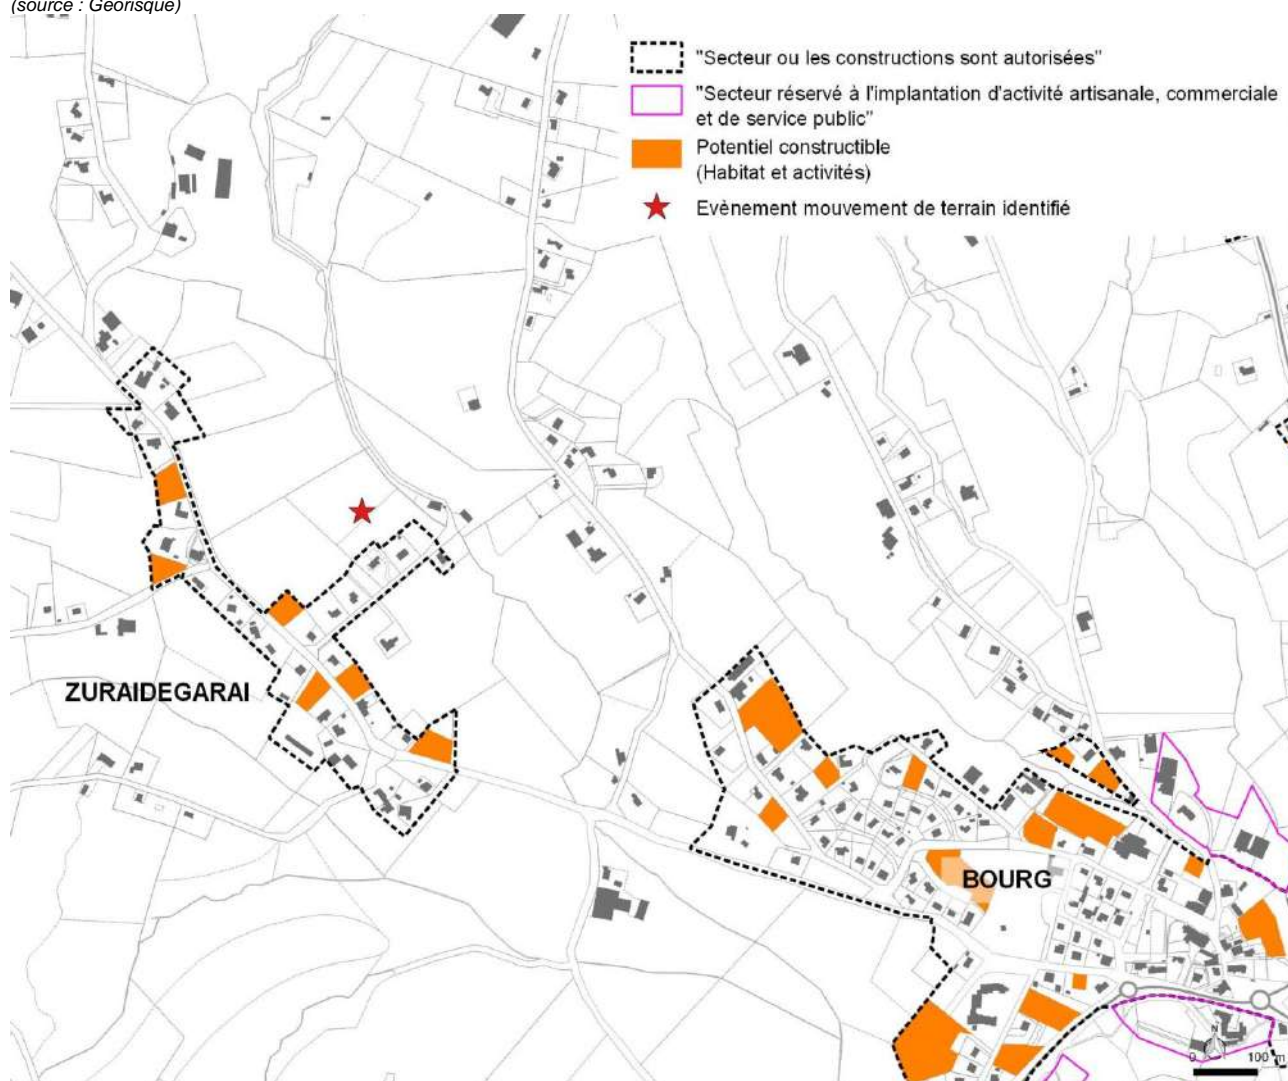 (source : Géorisque)
"Secteur ou les constructions sont autorisées"
"Secteur réservé à l'implantation d'activité artisanale, commerciale
et de service public"
Potentiel constructible
(Habitat et activités)
Evènement mouvement de terrain identifié
ZURAIDEGARAI
BOURG
N
0 100 m